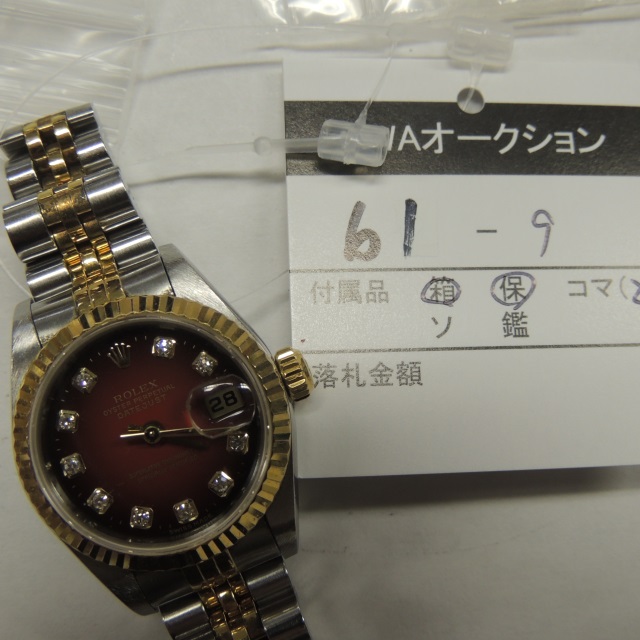 Aオークション
61-9
付属品 箱 保 コマ(
ソ 鑑
落札金額
ROLEX
OYSTER PERPETUAL
DATEJUST
28